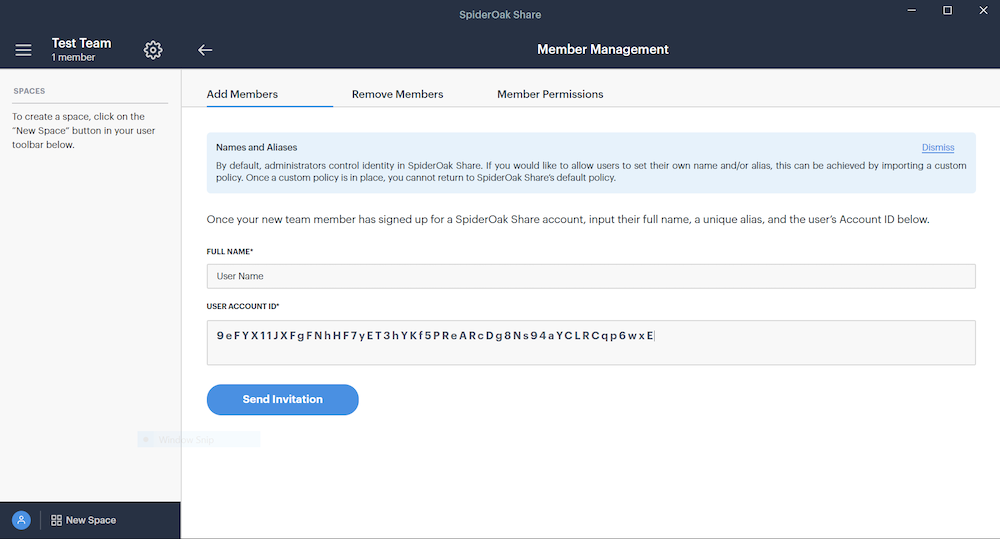 SpiderOak Share
Test Team
1 member
Member Management
SPACES
To create a space, click on the
"New Space" button in your user
toolbar below.
Add Members
Remove Members
Member Permissions
Names and Aliases
Dismiss
By default, administrators control identity in SpiderOak Share. If you would like to allow users to set their own name and/or alias, this can be achieved by importing a custom
policy. Once a custom policy is in place, you cannot return to SpiderOak Share's default policy.
Once your new team member has signed up for a SpiderOak Share account, input their full name, a unique alias, and the user's Account ID below.
FULL NAME*
User Name
USER ACCOUNT ID*
9eFYX11JXFgFNhHF7yET3hYKf5PReARcDg8Ns94aYCLRCqp6wxE
Send Invitation
Window Snip
New Space